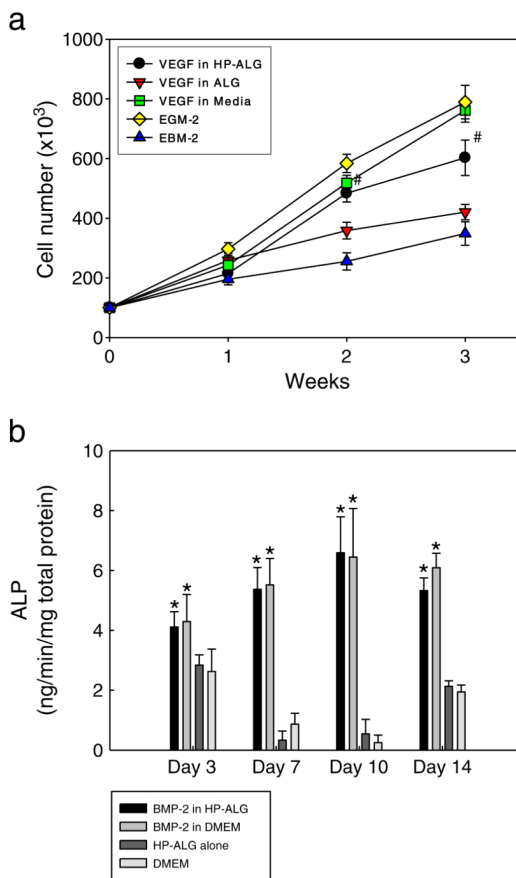 a
1000
800
600
400
200
0
Cell number (x10³)
VEGF in HP-ALG
VEGF in ALG
VEGF in Media
EGM-2
EBM-2
#
#
0 1 2 3
Weeks
b
10
8
6
4
2
0
ALP
(ng/min/mg total protein)
* * * * * * * *
Day 3 Day 7 Day 10 Day 14
BMP-2 in HP-ALG
BMP-2 in DMEM
HP-ALG alone
DMEM